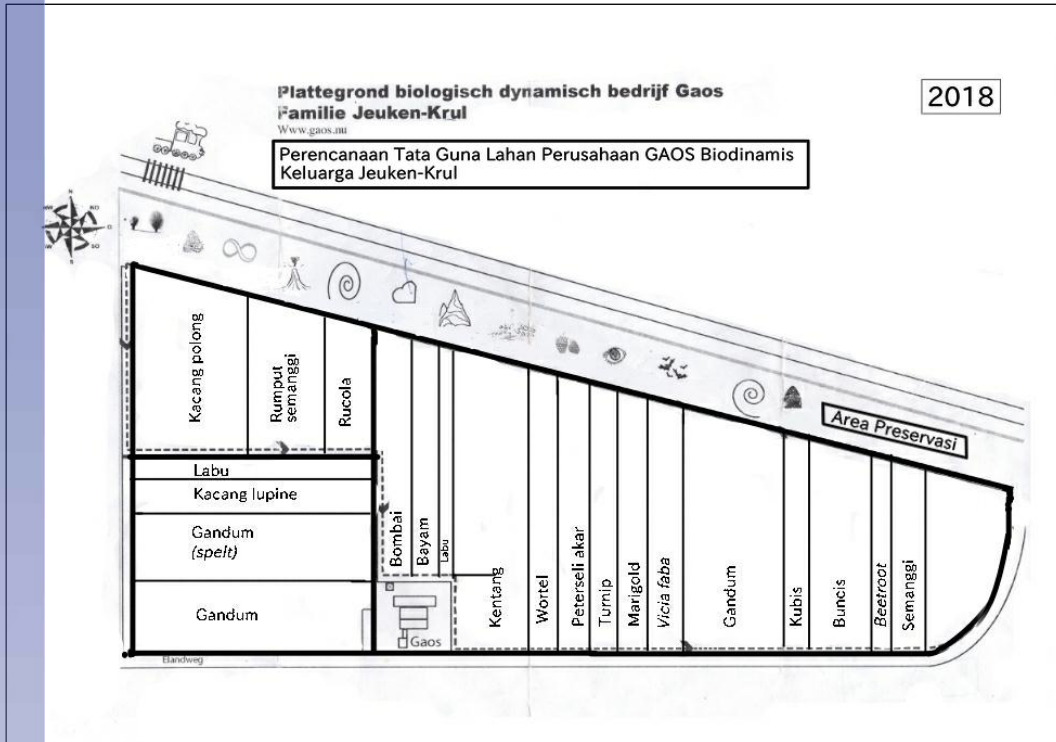 Plattegrond biologisch dynamisch bedrijf Gaos
Familie Jeuken-Krul
Www.gaos.nu
2018
Perencanaan Tata Guna Lahan Perusahaan GAOS Biodinamis
Keluarga Jeuken-Krul
N
NO
O
SO
Area Preservasi
Kacang polong
Rumput
semanggi
Rucola
Labu
Kacang lupine
Gandum
(spelt)
Gandum
Bombai
Bayam
Labu
Kentang
Wortel
Peterseli akar
Turnip
Marigold
Vicia faba
Gandum
Kubis
Buncis
Beetroot
Semanggi
Gaos
Elandweg